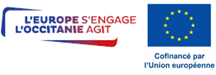 L'EUROPE S'ENGAGE
L'OCCITANIE AGIT
Cofinancé par
l'Union européenne